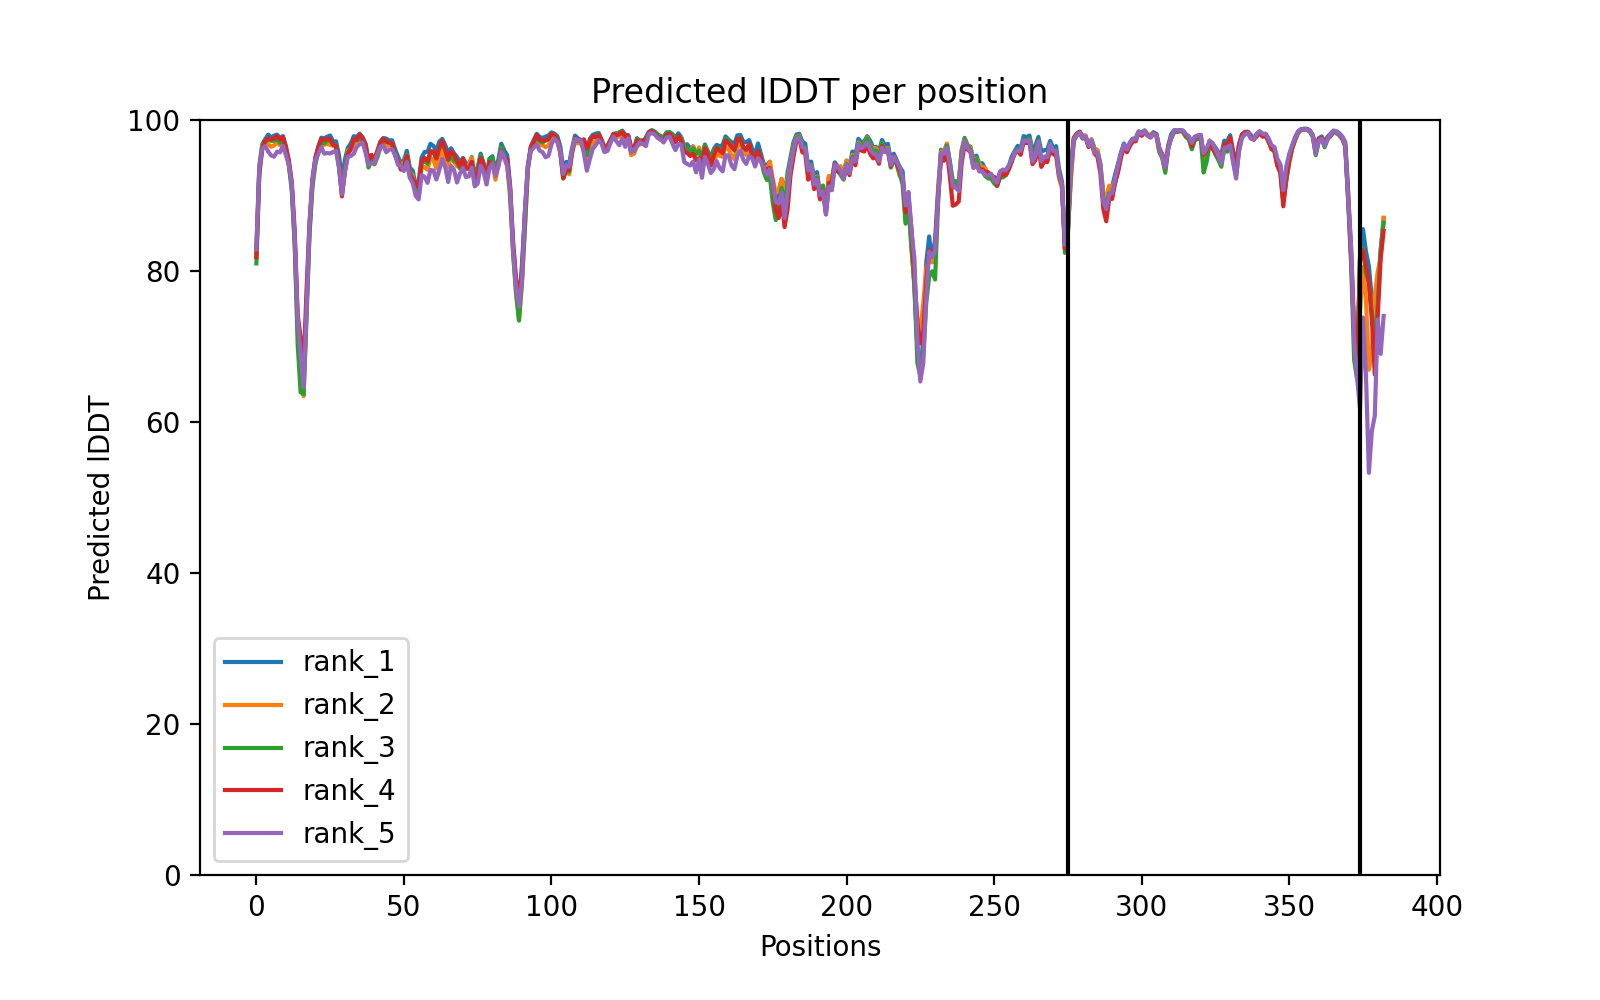 Predicted lDDT per position
Predicted lDDT
100
80
60
40
20
0
rank_1
rank_2
rank_3
rank_4
rank_5
0 50 100 150 200 250 300 350 400
Positions